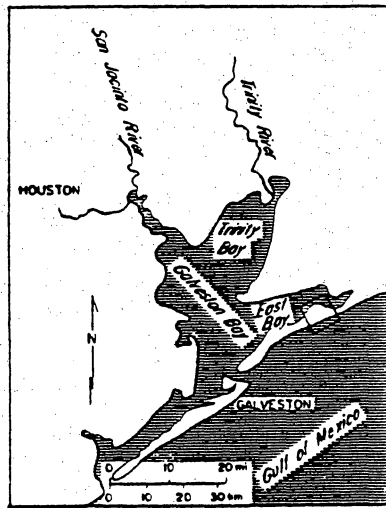 San Jacinto River
Trinity River
HOUSTON
Trinity
Bay
Galveston Bay
East
Bay
N
GALVESTON
Gulf of Mexico
0 10 20 mi
0 10 20 30 km